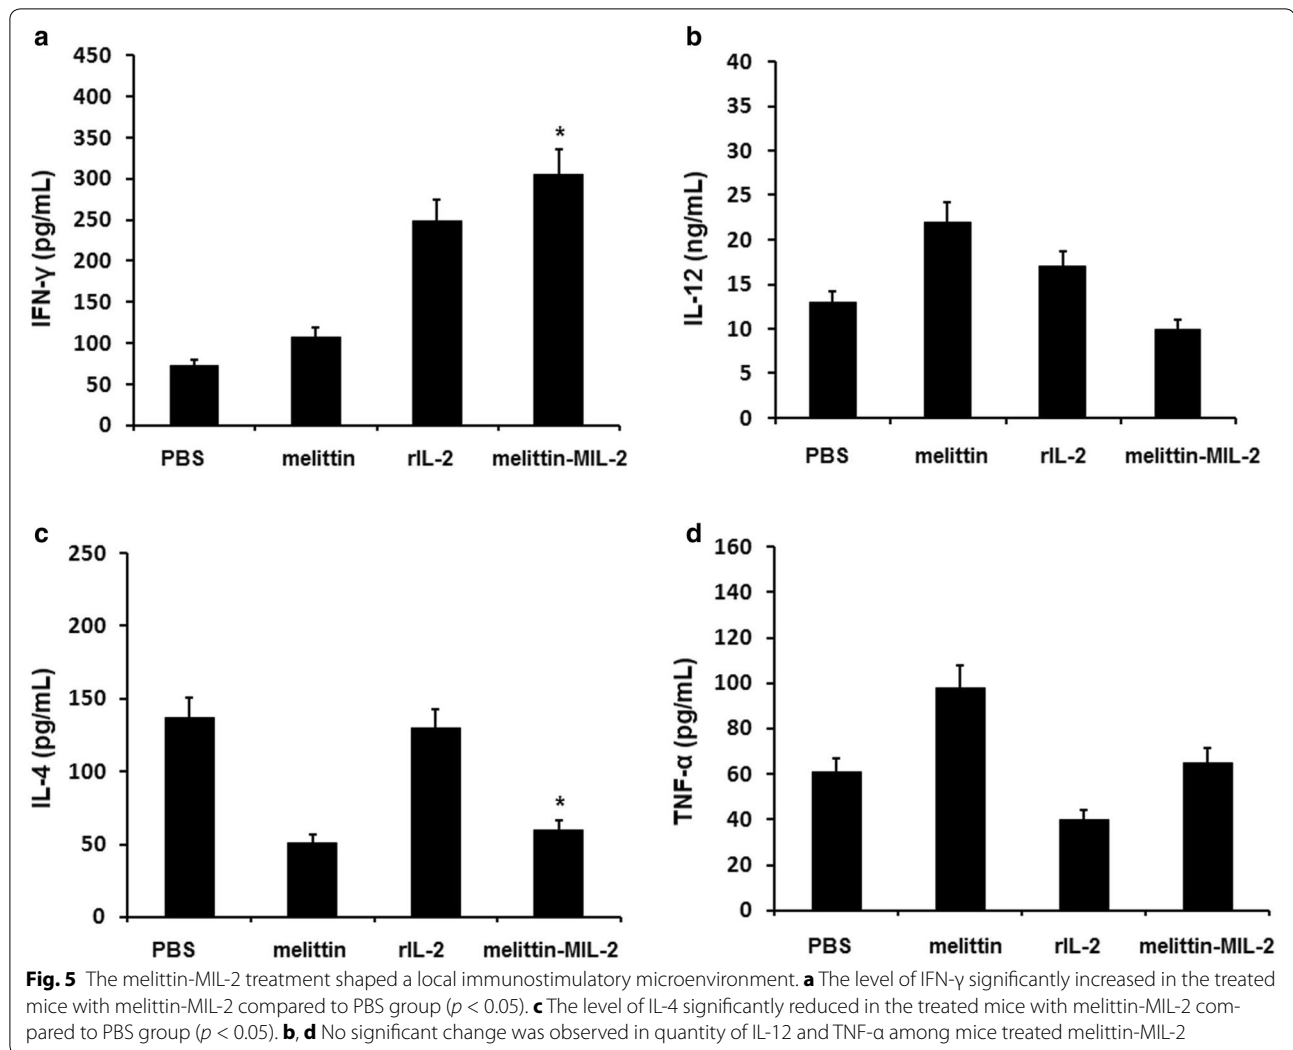 a
450
400
350
300
250
200
150
100
50
0
IFN-γ (pg/mL)
*
PBS melittin rIL-2 melittin-MIL-2
b
40
35
30
25
20
15
10
5
0
IL-12 (ng/mL)
PBS melittin rIL-2 melittin-MIL-2
c
250
200
150
100
50
0
IL-4 (pg/mL)
*
PBS melittin rIL-2 melittin-MIL-2
d
160
140
120
100
80
60
40
20
0
TNF-α (pg/mL)
PBS melittin rIL-2 melittin-MIL-2
Fig. 5 The melittin-MIL-2 treatment shaped a local immunostimulatory microenvironment. a The level of IFN-γ significantly increased in the treated
mice with melittin-MIL-2 compared to PBS group (p < 0.05). c The level of IL-4 significantly reduced in the treated mice with melittin-MIL-2 com-
pared to PBS group (p < 0.05). b, d No significant change was observed in quantity of IL-12 and TNF-α among mice treated melittin-MIL-2